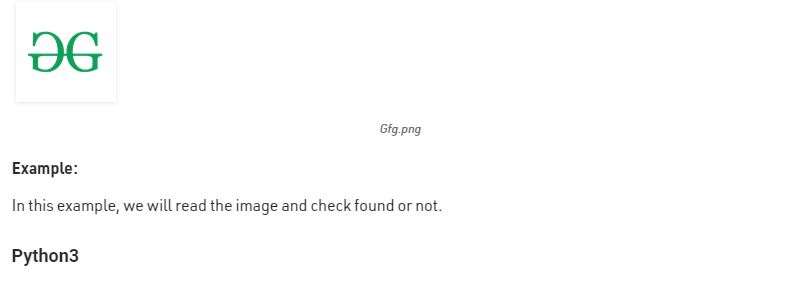 Gfg.png
Example:
In this example, we will read the image and check found or not.
Python3